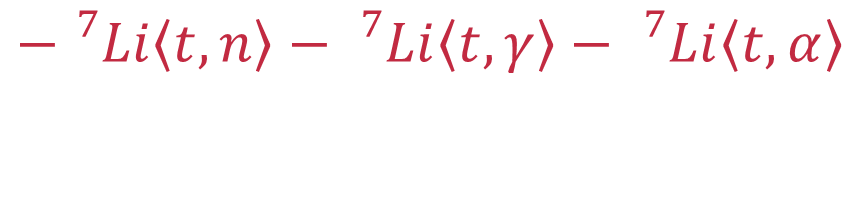 − ⁷Li⟨t, n⟩ − ⁷Li⟨t, γ⟩ − ⁷Li⟨t, α⟩